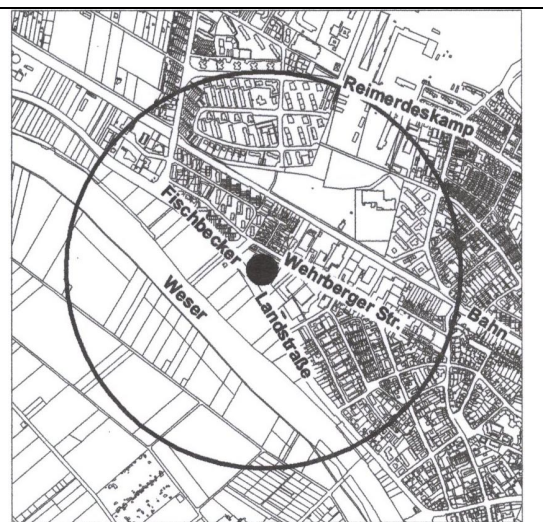 Reimerdeskamp
Fischbecker
Landstraße
Wehrberger Str.
Weser
Bahn